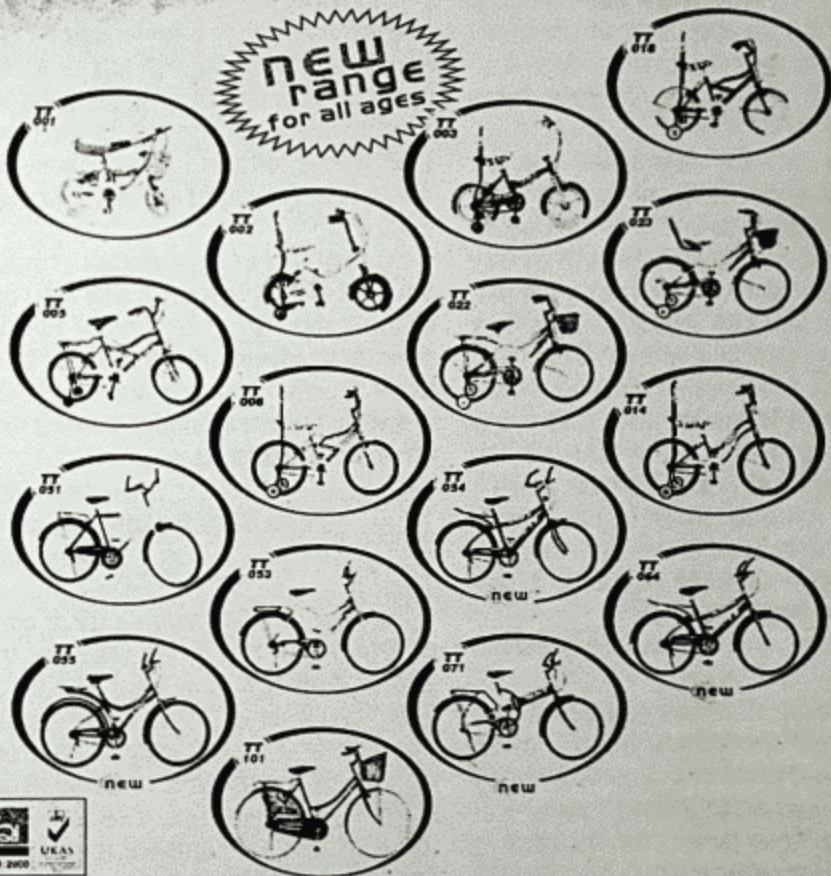 new
range
for all ages
TT
018
TT
001
TT
003
TT
002
TT
023
TT
005
TT
022
TT
006
TT
014
TT
051
TT
054
new
TT
053
TT
064
new
TT
055
new
TT
071
new
TT
101
UKAS